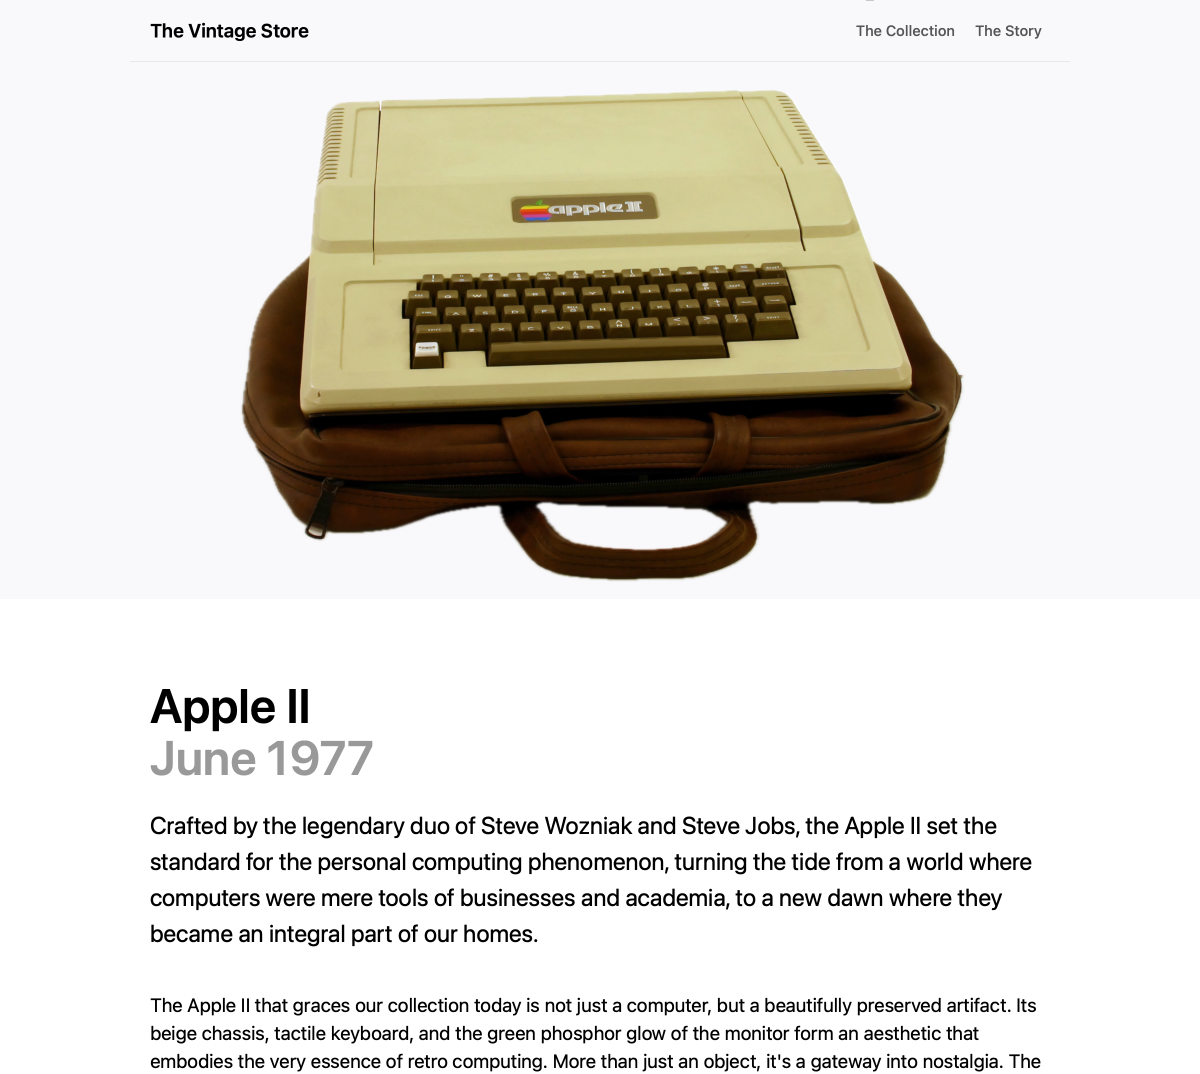 The Vintage Store
The Collection
The Story
apple ][
Apple II
June 1977
Crafted by the legendary duo of Steve Wozniak and Steve Jobs, the Apple II set the
standard for the personal computing phenomenon, turning the tide from a world where
computers were mere tools of businesses and academia, to a new dawn where they
became an integral part of our homes.
The Apple II that graces our collection today is not just a computer, but a beautifully preserved artifact. Its
beige chassis, tactile keyboard, and the green phosphor glow of the monitor form an aesthetic that
embodies the very essence of retro computing. More than just an object, it's a gateway into nostalgia. The